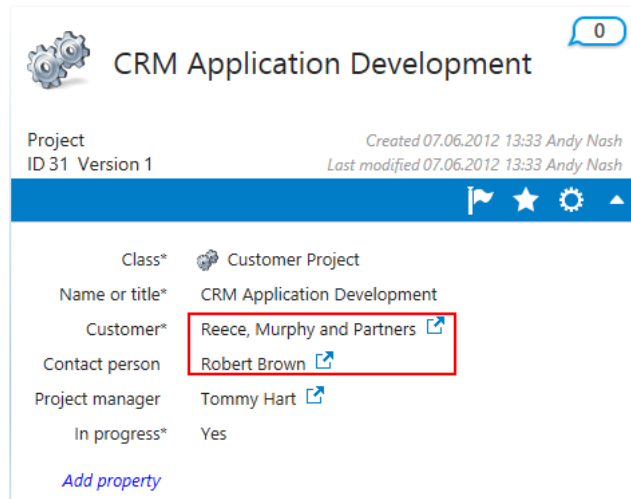 0
CRM Application Development
Project
Created 07.06.2012 13:33 Andy Nash
ID 31 Version 1
Last modified 07.06.2012 13:33 Andy Nash
Class* Customer Project
Name or title* CRM Application Development
Customer* Reece, Murphy and Partners
Contact person Robert Brown
Project manager Tommy Hart
In progress* Yes
Add property